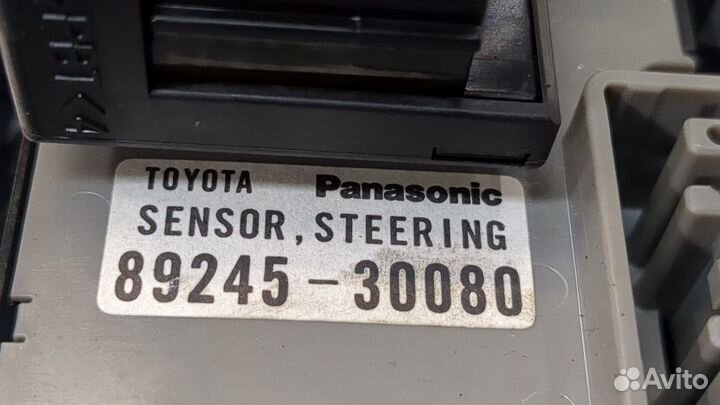 TOYOTA Panasonic
SENSOR, STEERING
89245-30080
Avito